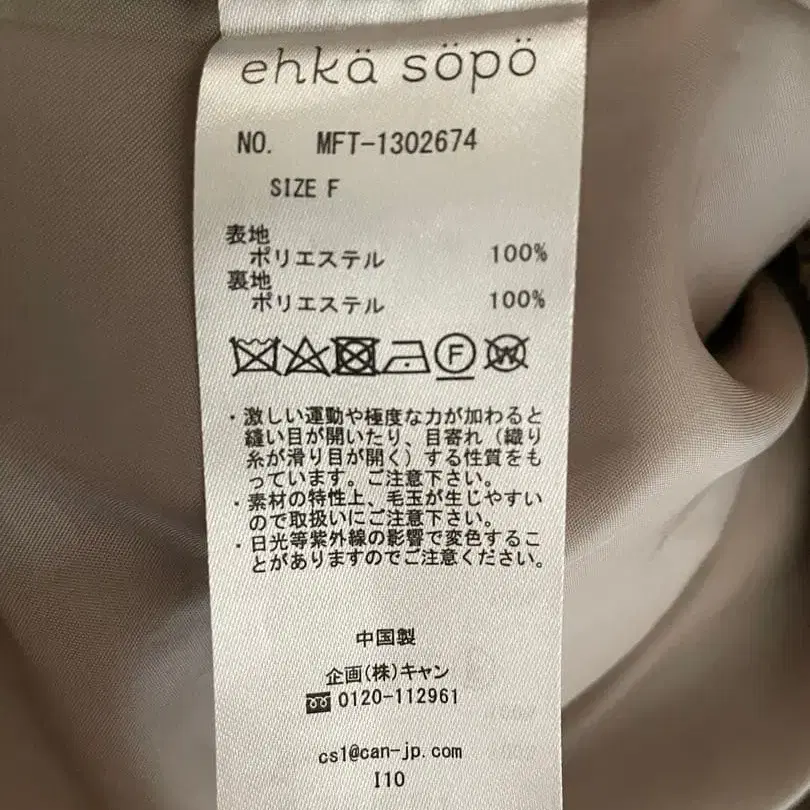 ehkä söpö
NO. MFT-1302674
SIZE F
表地
ポリエステル 100%
裏地
ポリエステル 100%
F W
・激しい運動や極度な力が加わると
縫い目が開いたり、目寄れ（織り
糸が滑り目が開く）する性質をも
っています。ご注意下さい。
・素材の特性上、毛玉が生じやすい
ので取扱いにご注意下さい。
・日光等紫外線の影響で変色するこ
とがありますのでご注意ください。
中国製
企画(株)キャン
0120-112961
cs1@can-jp.com
I10